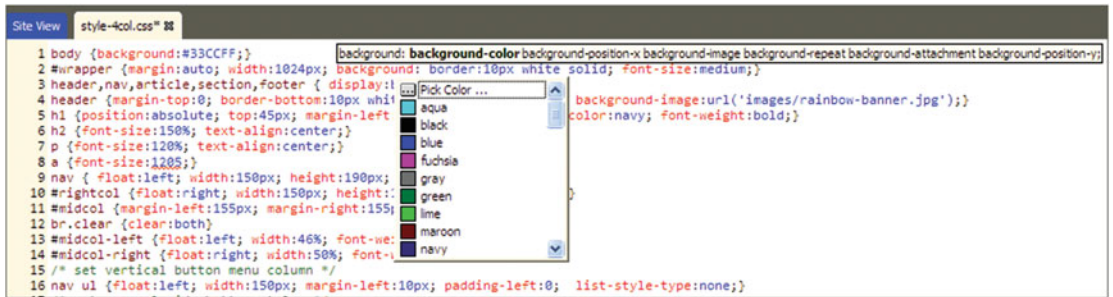 Site View style-4col.css*
1 body {background:#33CCFF;}
background: background-color background-position-x background-image background-repeat background-attachment background-position-y;
2 #wrapper {margin:auto; width:1024px; background: border:10px white solid; font-size:medium;}
3 header,nav,article,section,footer { display:
4 header {margin-top:0; border-bottom:10px whit background-image:url('images/rainbow-banner.jpg');}
5 h1 {position:absolute; top:45px; margin-left color:navy; font-weight:bold;}
6 h2 {font-size:150%; text-align:center;}
7 p {font-size:120%; text-align:center;}
8 a {font-size:1205;}
9 nav { float:left; width:150px; height:190px;
10 #rightcol {float:right; width:150px; height: }
11 #midcol {margin-left:155px; margin-right:155
12 br.clear {clear:both}
13 #midcol-left {float:left; width:46%; font-we
14 #midcol-right {float:right; width:50%; font-
15 /* set vertical button menu column */
16 nav ul {float:left; width:150px; margin-left:10px; padding-left:0; list-style-type:none;}
... Pick Color ...
aqua
black
blue
fuchsia
gray
green
lime
maroon
navy